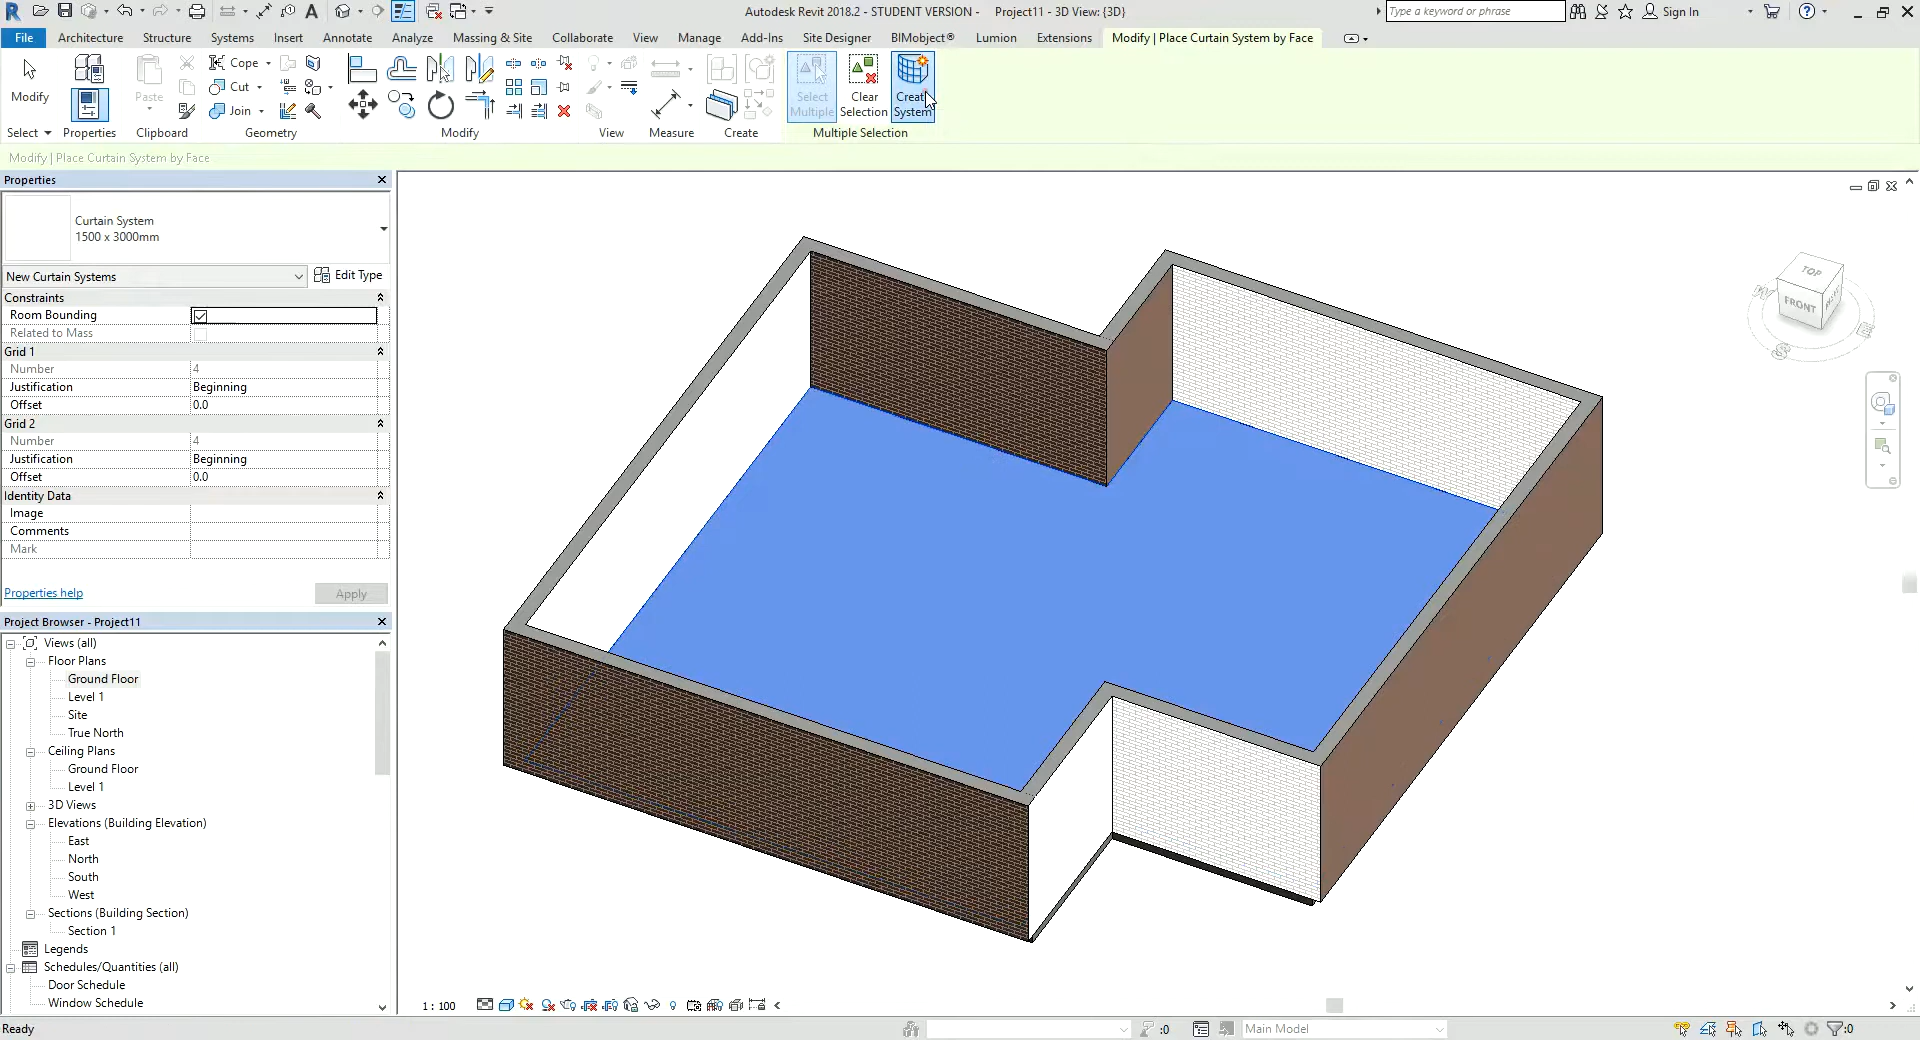 Autodesk Revit 2018.2 - STUDENT VERSION - Project11 - 3D View: {3D}
Type a keyword or phrase
Sign In
File Architecture Structure Systems Insert Annotate Analyze Massing & Site Collaborate View Manage Add-Ins Site Designer BIMobject® Lumion Extensions Modify | Place Curtain System by Face
Modify
Paste
Cope
Cut
Join
Select Multiple
Clear Selection
Create System
Select Properties Clipboard Geometry Modify View Measure Create Multiple Selection
Modify | Place Curtain System by Face
Properties
Curtain System
1500 x 3000mm
New Curtain Systems
Edit Type
Constraints
Room Bounding
Related to Mass
Grid 1
Number 4
Justification Beginning
Offset 0.0
Grid 2
Number 4
Justification Beginning
Offset 0.0
Identity Data
Image
Comments
Mark
Properties help
Apply
Project Browser - Project11
Views (all)
Floor Plans
Ground Floor
Level 1
Site
True North
Ceiling Plans
Ground Floor
Level 1
3D Views
Elevations (Building Elevation)
East
North
South
West
Sections (Building Section)
Section 1
Legends
Schedules/Quantities (all)
Door Schedule
Window Schedule
TOP
FRONT
RIGHT
W
E
S
1 : 100
Ready
:0
Main Model
:0